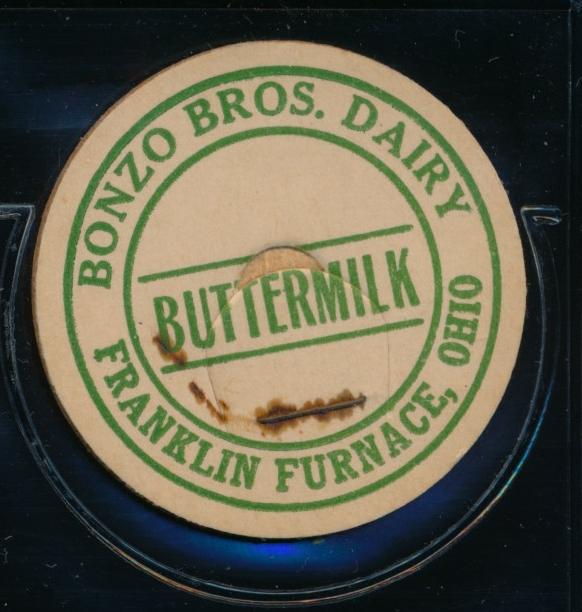 BONZO BROS. DAIRY
BUTTERMILK
FRANKLIN FURNACE, OHIO